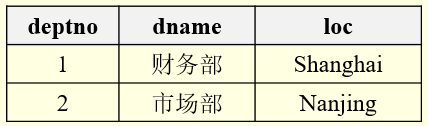 deptno dname loc
1 财务部 Shanghai
2 市场部 Nanjing